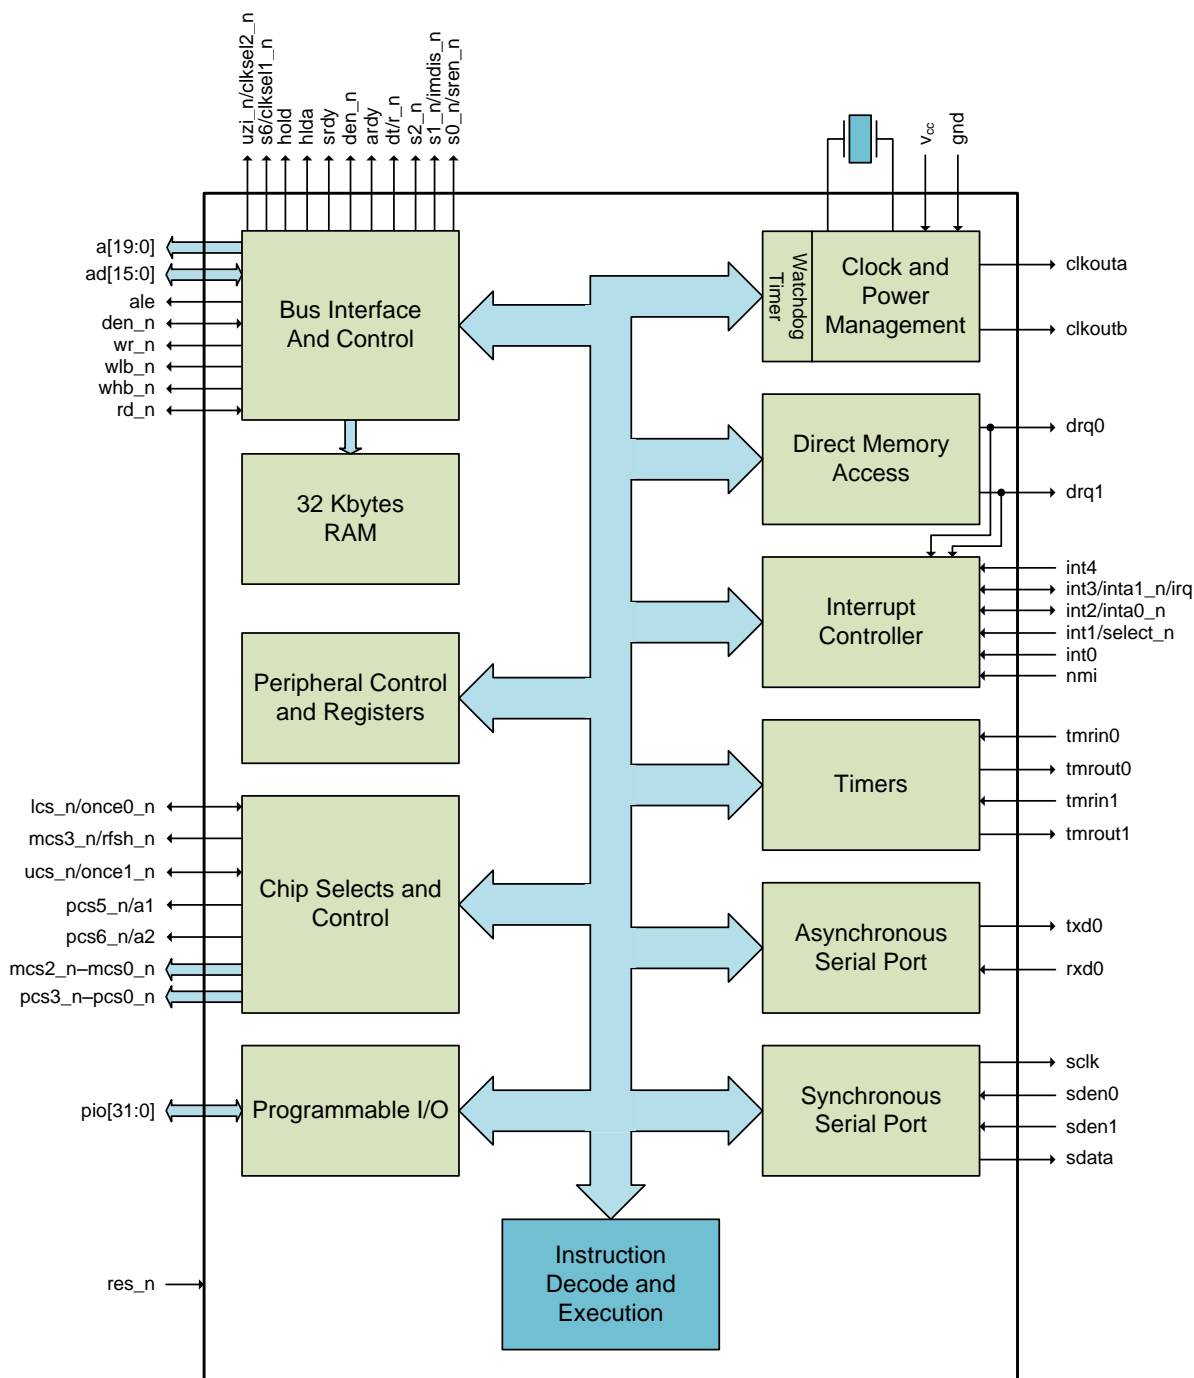 uzi_n/clksel2_n
s6/clksel1_n
hold
hlda
srdy
den_n
ardy
dt/r_n
s2_n
s1_n/imdis_n
s0_n/sren_n
vcc
gnd
a[19:0]
ad[15:0]
ale
den_n
wr_n
wlb_n
whb_n
rd_n
Bus Interface
And Control
32 Kbytes
RAM
Peripheral Control
and Registers
lcs_n/once0_n
mcs3_n/rfsh_n
ucs_n/once1_n
pcs5_n/a1
pcs6_n/a2
mcs2_n–mcs0_n
pcs3_n–pcs0_n
Chip Selects and
Control
pio[31:0]
Programmable I/O
res_n
Watchdog
Timer
Clock and
Power
Management
clkouta
clkoutb
Direct Memory
Access
drq0
drq1
Interrupt
Controller
int4
int3/inta1_n/irq
int2/inta0_n
int1/select_n
int0
nmi
Timers
tmrin0
tmrout0
tmrin1
tmrout1
Asynchronous
Serial Port
txd0
rxd0
Synchronous
Serial Port
sclk
sden0
sden1
sdata
Instruction
Decode and
Execution